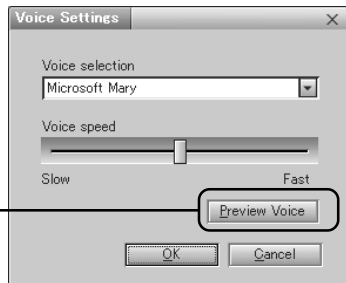 Voice Settings
Voice selection
Microsoft Mary
Voice speed
Slow Fast
Preview Voice
OK Cancel